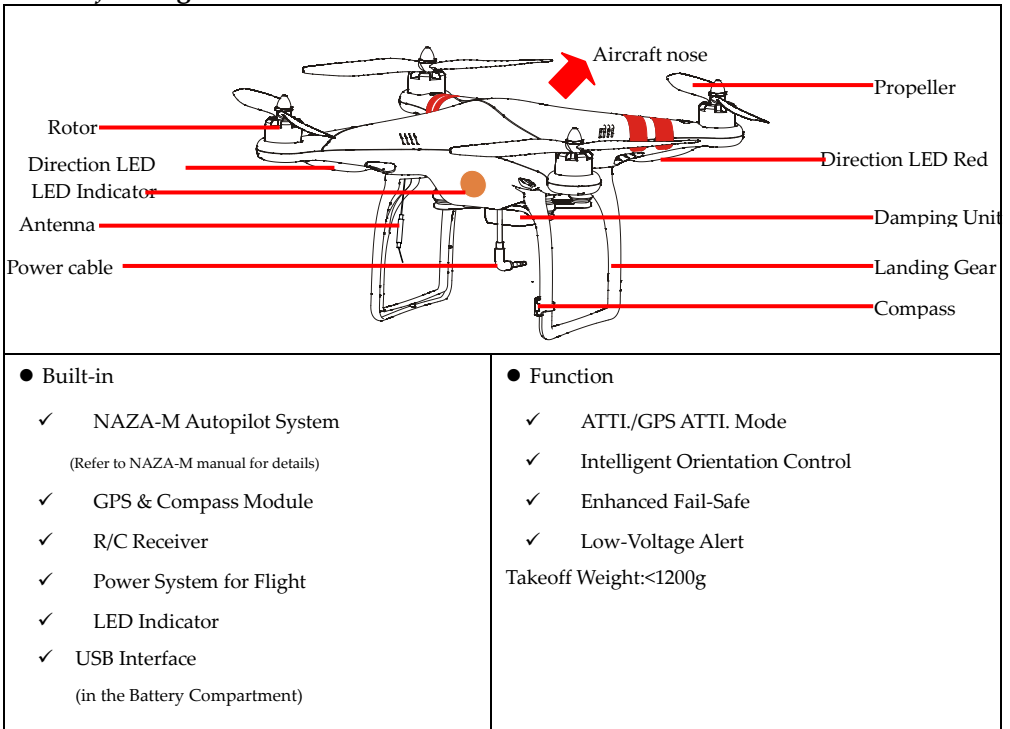 Aircraft nose
Propeller
Rotor
Direction LED
Direction LED Red
LED Indicator
Antenna
Damping Unit
Power cable
Landing Gear
Compass
● Built-in
✓ NAZA-M Autopilot System
(Refer to NAZA-M manual for details)
✓ GPS & Compass Module
✓ R/C Receiver
✓ Power System for Flight
✓ LED Indicator
✓ USB Interface
(in the Battery Compartment)
● Function
✓ ATTI./GPS ATTI. Mode
✓ Intelligent Orientation Control
✓ Enhanced Fail-Safe
✓ Low-Voltage Alert
Takeoff Weight:<1200g